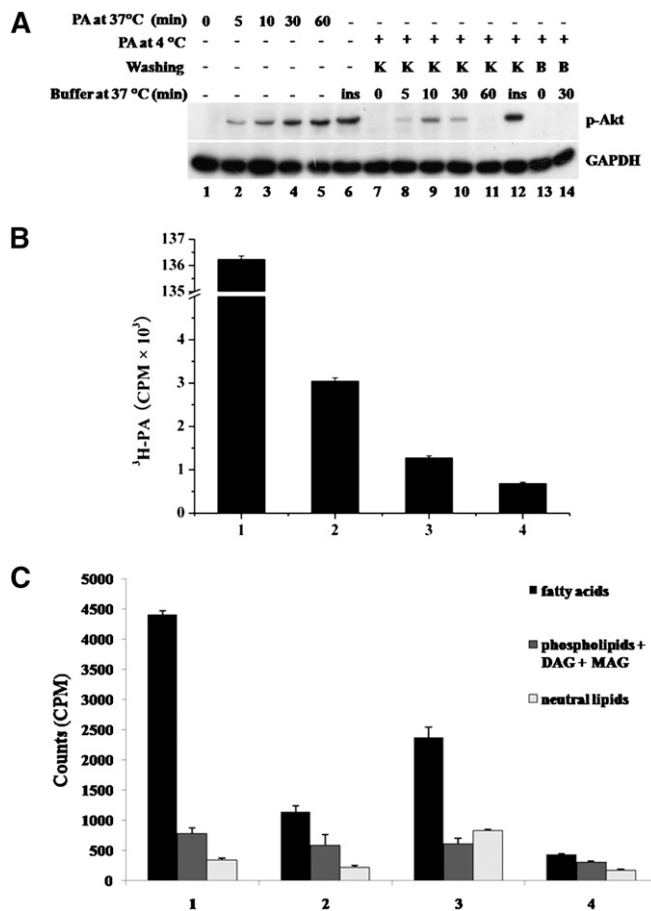 A
PA at 37°C (min) 0 5 10 30 60 - - - - - - - - -
PA at 4 °C - - - - - - + + + + + + + +
Washing - - - - - - K K K K K K B B
Buffer at 37 °C (min) - - - - - ins 0 5 10 30 60 ins 0 30
p-Akt
GAPDH
1 2 3 4 5 6 7 8 9 10 11 12 13 14
B
137
136
135
4
3
2
1
0
³H-PA (CPM × 10³)
1 2 3 4
C
5000
4500
4000
3500
3000
2500
2000
1500
1000
500
0
Counts (CPM)
fatty acids
phospholipids +
DAG + MAG
neutral lipids
1 2 3 4